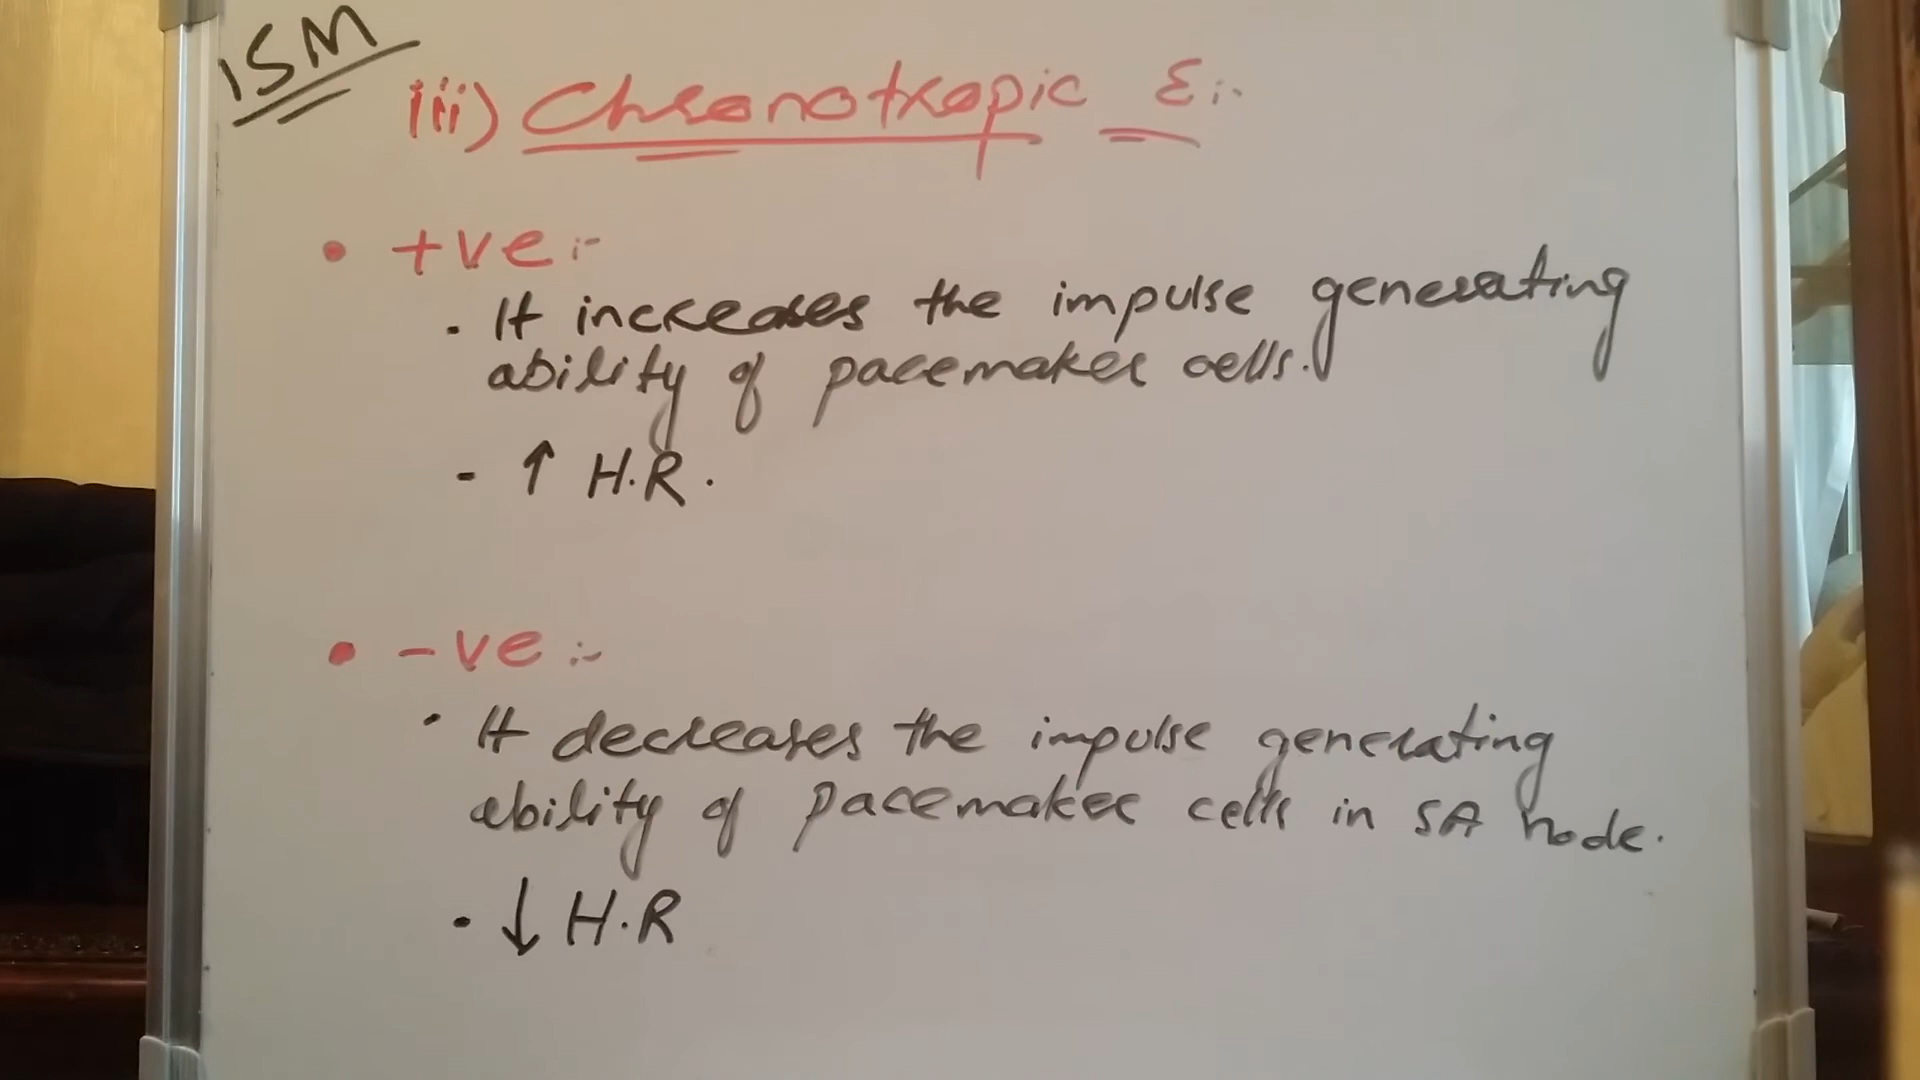 ISM
iii) Chronotropic E:-
• +ve:-
. It increases the impulse generating
ability of pacemaker cells.
- ↑ H.R.
• -ve:-
· It decreases the impulse generating
ability of pacemaker cells in SA node.
· ↓ H.R